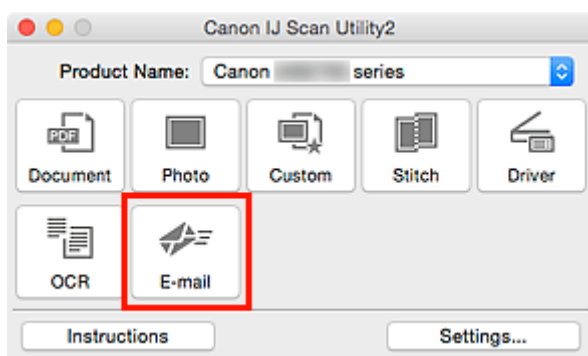 Canon IJ Scan Utility2
Product Name: Canon series
PDF
Document Photo Custom Stitch Driver
OCR E-mail
Instructions Settings...